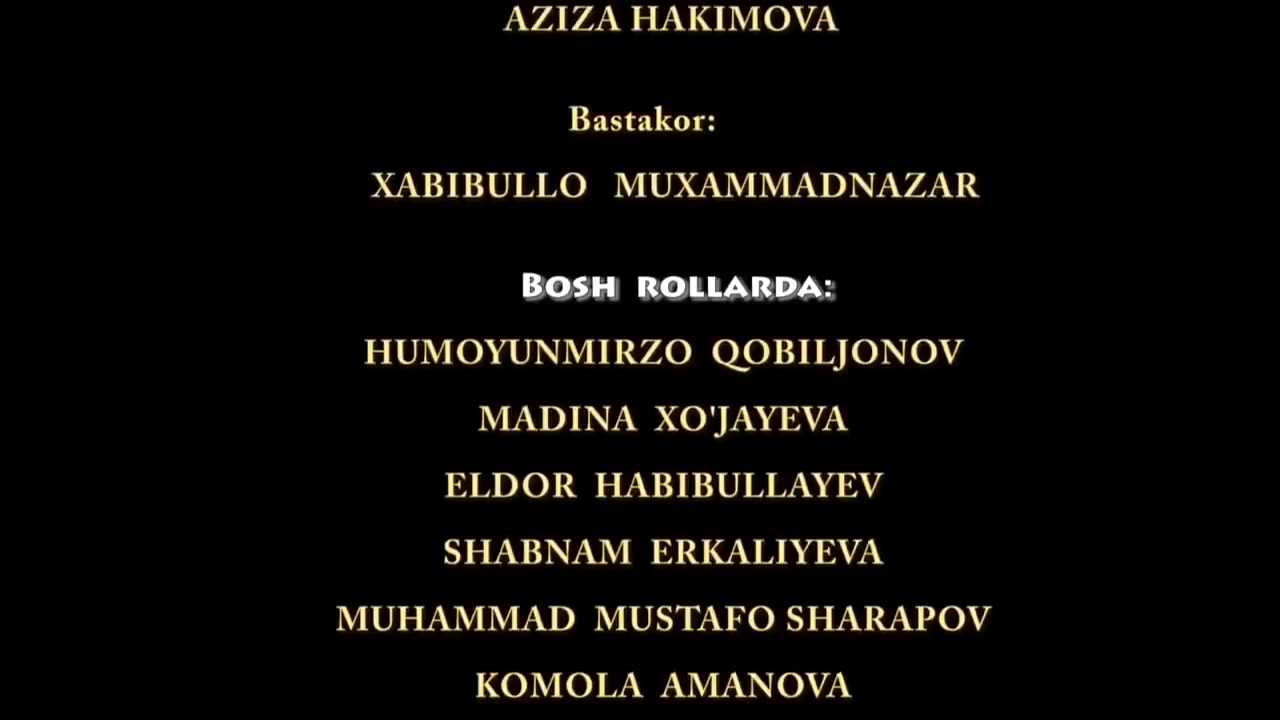 AZIZA HAKIMOVA
Bastakor:
XABIBULLO MUXAMMADNAZAR
BOSH ROLLARDA:
HUMOYUNMIRZO QOBILJONOV
MADINA XO'JAYEVA
ELDOR HABIBULLAYEV
SHABNAM ERKALIYEVA
MUHAMMAD MUSTAFO SHARAPOV
KOMOLA AMANOVA